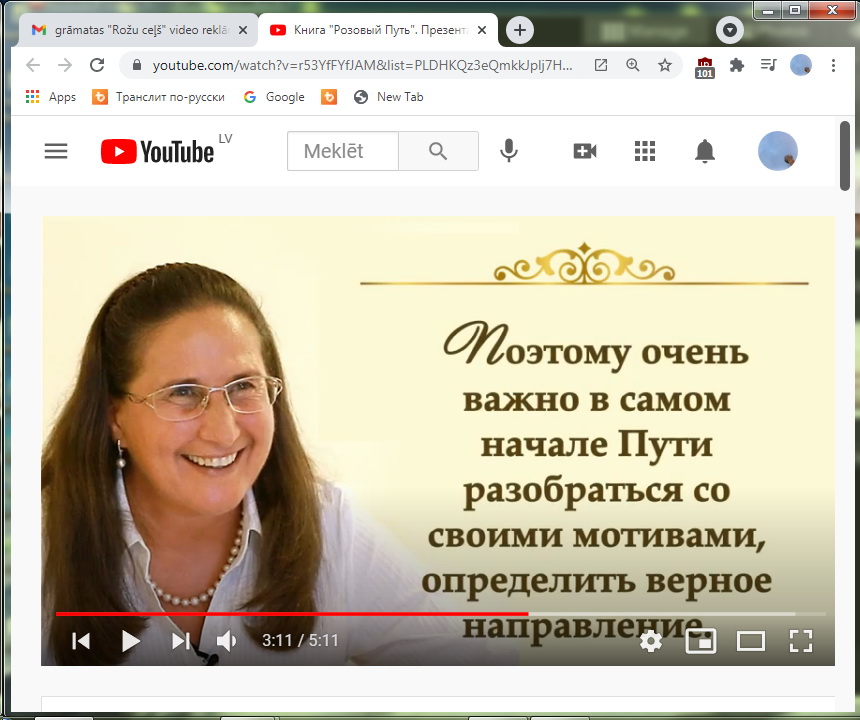 grāmatas "Rožu ceļš" video reklā
Книга "Розовый Путь". Презента
youtube.com/watch?v=r53YfFYfJAM&list=PLDHKQz3eQmkkJpIj7H...
101
Apps
Транслит по-русски
Google
New Tab
YouTube LV
Meklēt
Поэтому очень
важно в самом
начале Пути
разобраться со
своими мотивами,
определить верное
направление.
3:11 / 5:11